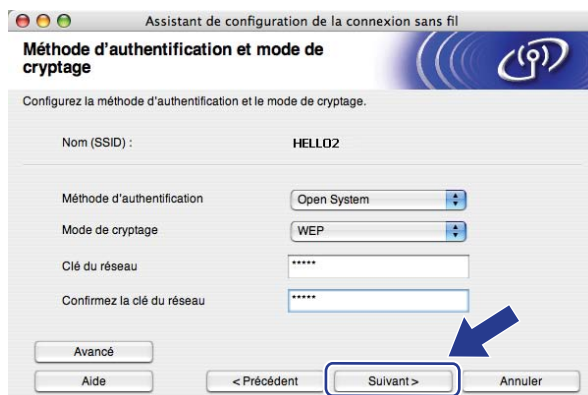 Assistant de configuration de la connexion sans fil
Méthode d'authentification et mode de
cryptage
Configurez la méthode d'authentification et le mode de cryptage.
Nom (SSID) : HELLO2
Méthode d'authentification Open System
Mode de cryptage WEP
Clé du réseau *****
Confirmez la clé du réseau *****
Avancé
Aide < Précédent Suivant > Annuler